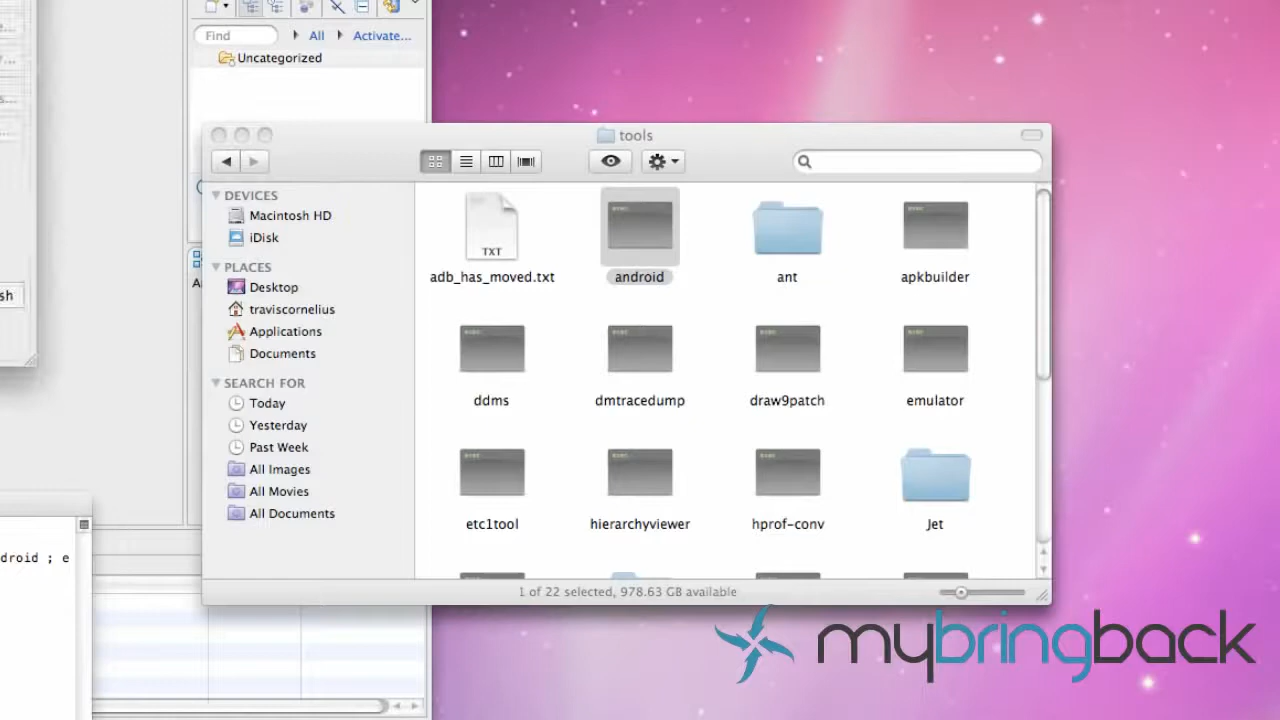 Find
All
Activate...
Uncategorized
tools
DEVICES
Macintosh HD
iDisk
PLACES
Desktop
traviscornelius
Applications
Documents
SEARCH FOR
Today
Yesterday
Past Week
All Images
All Movies
All Documents
TXT
adb_has_moved.txt
android
ant
apkbuilder
ddms
dmtracedump
draw9patch
emulator
etc1tool
hierarchyviewer
hprof-conv
Jet
1 of 22 selected, 978.63 GB available
sh
droid ; e
mybringback